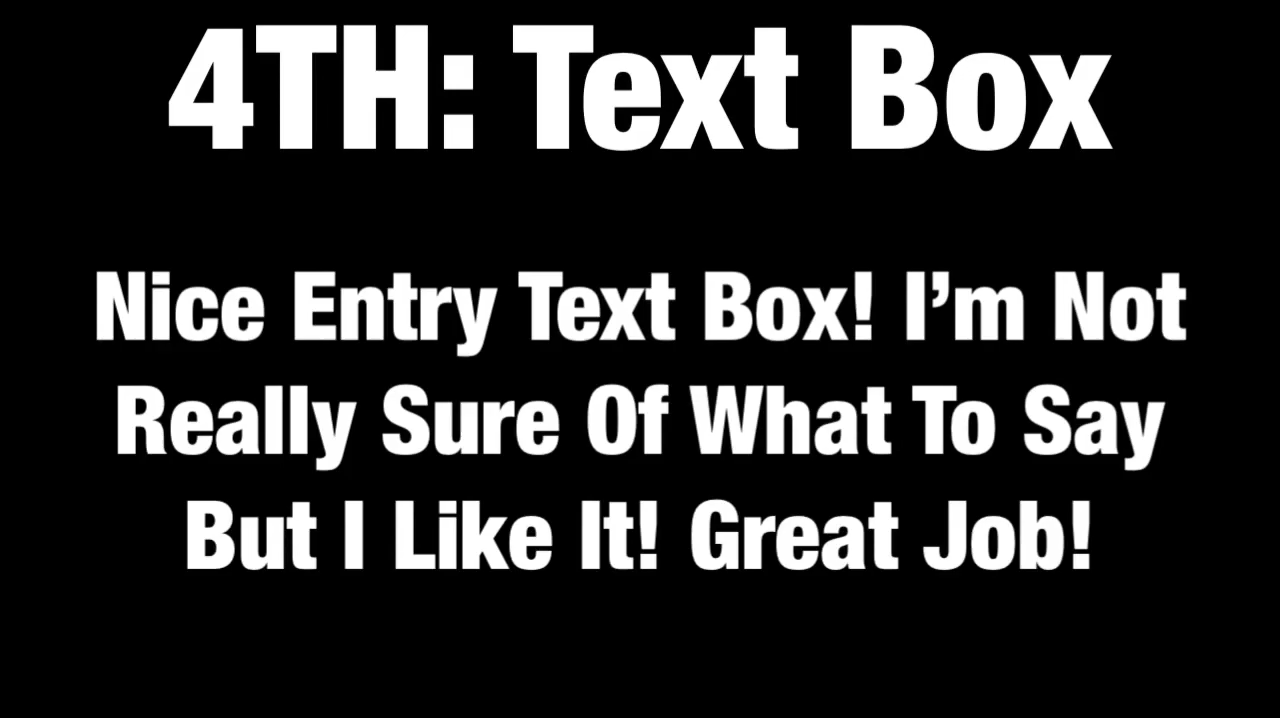 4TH: Text Box
Nice Entry Text Box! I’m Not
Really Sure Of What To Say
But I Like It! Great Job!